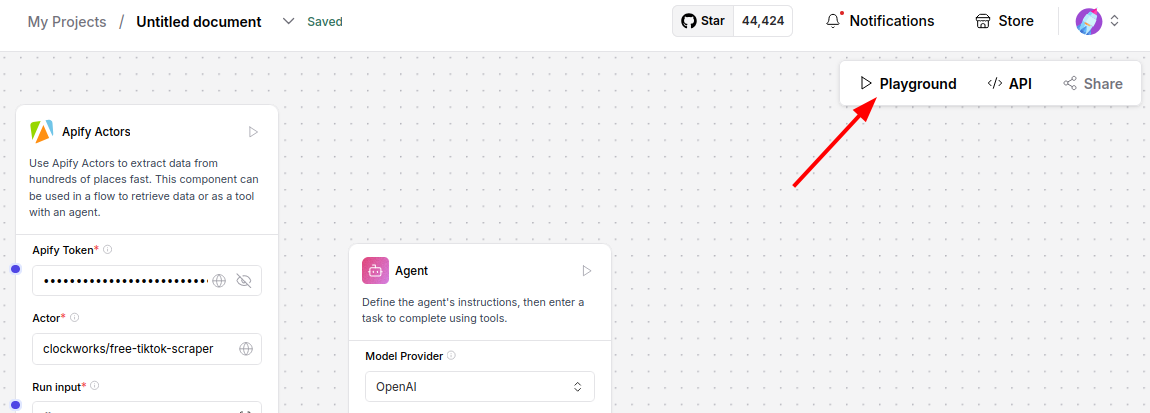 My Projects / Untitled document Saved
Star 44,424 Notifications Store
Playground API Share
Apify Actors
Use Apify Actors to extract data from
hundreds of places fast. This component can
be used in a flow to retrieve data or as a tool
with an agent.
Apify Token*
Actor*
clockworks/free-tiktok-scraper
Run input*
Agent
Define the agent's instructions, then enter a
task to complete using tools.
Model Provider
OpenAI